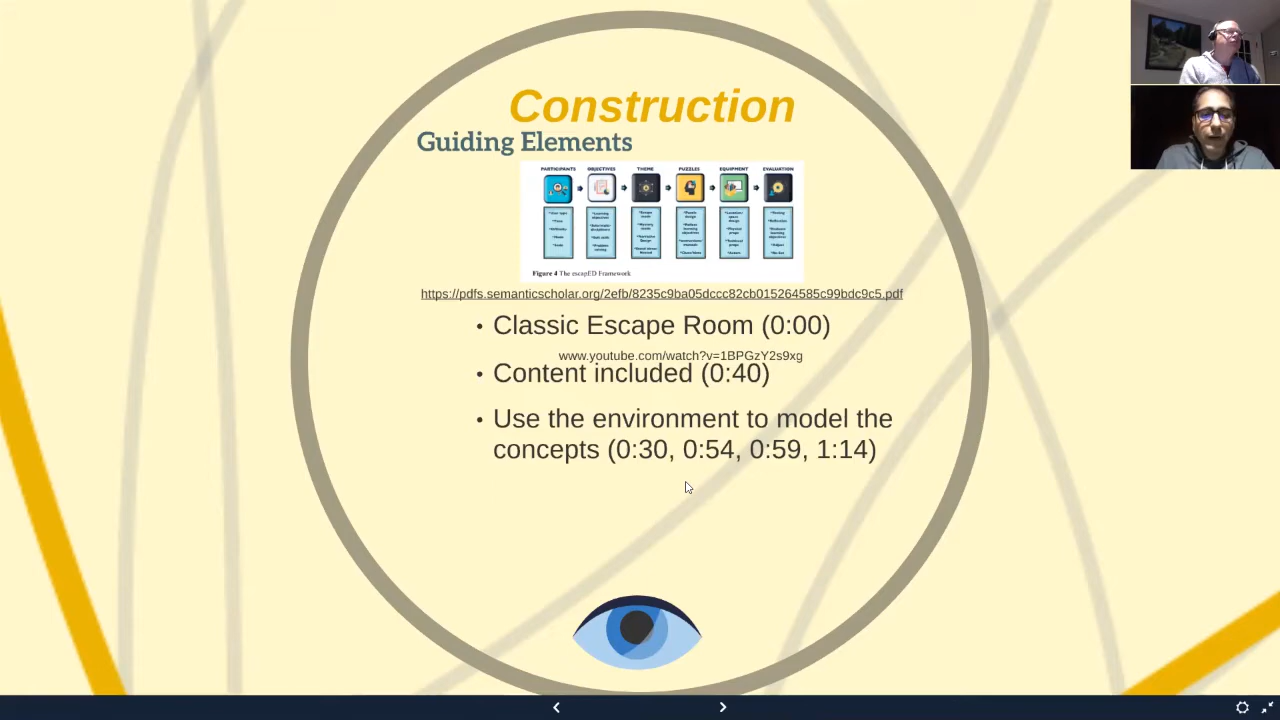 Construction
Guiding Elements
PARTICIPANTS OBJECTIVES THEME PUZZLES EQUIPMENT EVALUATION
Figure 4 The escapED Framework
https://pdfs.semanticscholar.org/2efb/8235c9ba05dccc82cb015264585c99bdc9c5.pdf
• Classic Escape Room (0:00)
www.youtube.com/watch?v=1BPGzY2s9xg
• Content included (0:40)
• Use the environment to model the
concepts (0:30, 0:54, 0:59, 1:14)